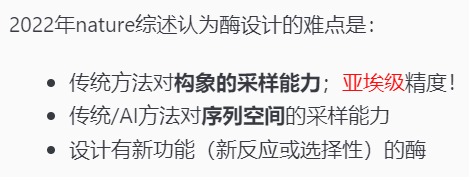 2022年nature综述认为酶设计的难点是：
• 传统方法对构象的采样能力；亚埃级精度！
• 传统/AI方法对序列空间的采样能力
• 设计有新功能（新反应或选择性）的酶